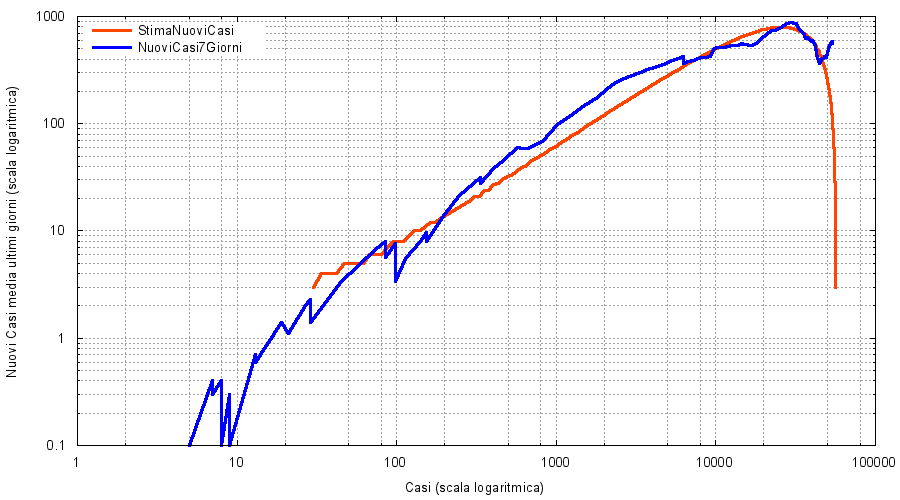 1000
StimaNuoviCasi
NuoviCasi7Giorni
100
10
1
0.1
Nuovi Casi media ultimi giorni (scala logaritmica)
1 10 100 1000 10000 100000
Casi (scala logaritmica)